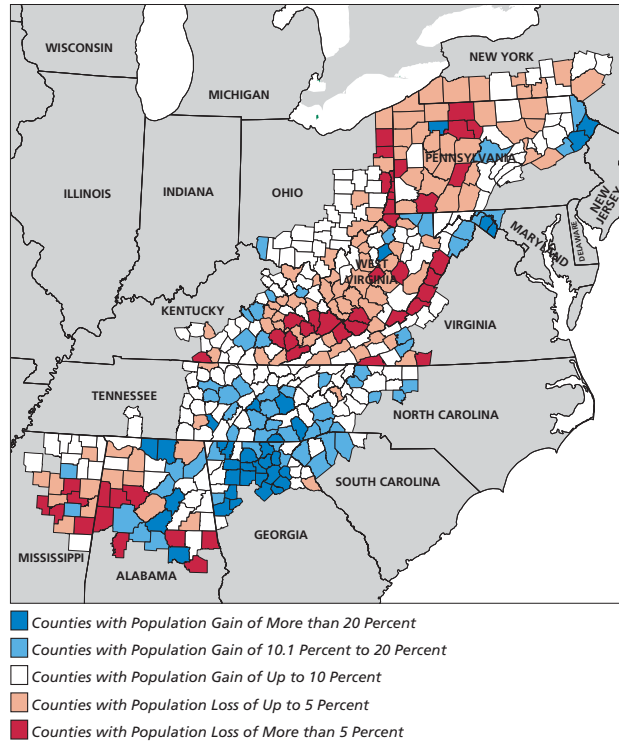 WISCONSIN
NEW YORK
MICHIGAN
PENNSYLVANIA
ILLINOIS
INDIANA
OHIO
NEW
JERSEY
MARYLAND
DELAWARE
WEST
VIRGINIA
KENTUCKY
VIRGINIA
TENNESSEE
NORTH CAROLINA
SOUTH CAROLINA
GEORGIA
MISSISSIPPI
ALABAMA
Counties with Population Gain of More than 20 Percent
Counties with Population Gain of 10.1 Percent to 20 Percent
Counties with Population Gain of Up to 10 Percent
Counties with Population Loss of Up to 5 Percent
Counties with Population Loss of More than 5 Percent